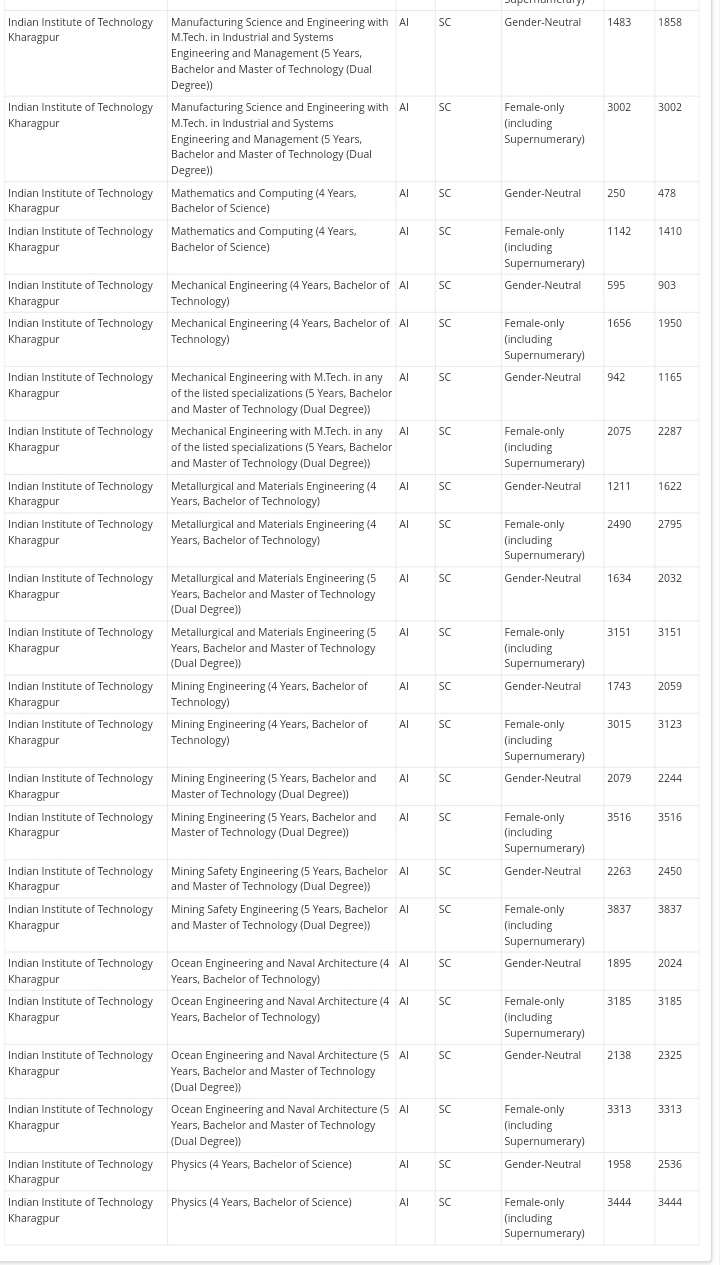 Supernumerary)
Indian Institute of Technology Kharagpur Manufacturing Science and Engineering with M.Tech. in Industrial and Systems Engineering and Management (5 Years, Bachelor and Master of Technology (Dual Degree)) AI SC Gender-Neutral 1483 1858
Indian Institute of Technology Kharagpur Manufacturing Science and Engineering with M.Tech. in Industrial and Systems Engineering and Management (5 Years, Bachelor and Master of Technology (Dual Degree)) AI SC Female-only (including Supernumerary) 3002 3002
Indian Institute of Technology Kharagpur Mathematics and Computing (4 Years, Bachelor of Science) AI SC Gender-Neutral 250 478
Indian Institute of Technology Kharagpur Mathematics and Computing (4 Years, Bachelor of Science) AI SC Female-only (including Supernumerary) 1142 1410
Indian Institute of Technology Kharagpur Mechanical Engineering (4 Years, Bachelor of Technology) AI SC Gender-Neutral 595 903
Indian Institute of Technology Kharagpur Mechanical Engineering (4 Years, Bachelor of Technology) AI SC Female-only (including Supernumerary) 1656 1950
Indian Institute of Technology Kharagpur Mechanical Engineering with M.Tech. in any of the listed specializations (5 Years, Bachelor and Master of Technology (Dual Degree)) AI SC Gender-Neutral 942 1165
Indian Institute of Technology Kharagpur Mechanical Engineering with M.Tech. in any of the listed specializations (5 Years, Bachelor and Master of Technology (Dual Degree)) AI SC Female-only (including Supernumerary) 2075 2287
Indian Institute of Technology Kharagpur Metallurgical and Materials Engineering (4 Years, Bachelor of Technology) AI SC Gender-Neutral 1211 1622
Indian Institute of Technology Kharagpur Metallurgical and Materials Engineering (4 Years, Bachelor of Technology) AI SC Female-only (including Supernumerary) 2490 2795
Indian Institute of Technology Kharagpur Metallurgical and Materials Engineering (5 Years, Bachelor and Master of Technology (Dual Degree)) AI SC Gender-Neutral 1634 2032
Indian Institute of Technology Kharagpur Metallurgical and Materials Engineering (5 Years, Bachelor and Master of Technology (Dual Degree)) AI SC Female-only (including Supernumerary) 3151 3151
Indian Institute of Technology Kharagpur Mining Engineering (4 Years, Bachelor of Technology) AI SC Gender-Neutral 1743 2059
Indian Institute of Technology Kharagpur Mining Engineering (4 Years, Bachelor of Technology) AI SC Female-only (including Supernumerary) 3015 3123
Indian Institute of Technology Kharagpur Mining Engineering (5 Years, Bachelor and Master of Technology (Dual Degree)) AI SC Gender-Neutral 2079 2244
Indian Institute of Technology Kharagpur Mining Engineering (5 Years, Bachelor and Master of Technology (Dual Degree)) AI SC Female-only (including Supernumerary) 3516 3516
Indian Institute of Technology Kharagpur Mining Safety Engineering (5 Years, Bachelor and Master of Technology (Dual Degree)) AI SC Gender-Neutral 2263 2450
Indian Institute of Technology Kharagpur Mining Safety Engineering (5 Years, Bachelor and Master of Technology (Dual Degree)) AI SC Female-only (including Supernumerary) 3837 3837
Indian Institute of Technology Kharagpur Ocean Engineering and Naval Architecture (4 Years, Bachelor of Technology) AI SC Gender-Neutral 1895 2024
Indian Institute of Technology Kharagpur Ocean Engineering and Naval Architecture (4 Years, Bachelor of Technology) AI SC Female-only (including Supernumerary) 3185 3185
Indian Institute of Technology Kharagpur Ocean Engineering and Naval Architecture (5 Years, Bachelor and Master of Technology (Dual Degree)) AI SC Gender-Neutral 2138 2325
Indian Institute of Technology Kharagpur Ocean Engineering and Naval Architecture (5 Years, Bachelor and Master of Technology (Dual Degree)) AI SC Female-only (including Supernumerary) 3313 3313
Indian Institute of Technology Kharagpur Physics (4 Years, Bachelor of Science) AI SC Gender-Neutral 1958 2536
Indian Institute of Technology Kharagpur Physics (4 Years, Bachelor of Science) AI SC Female-only (including Supernumerary) 3444 3444